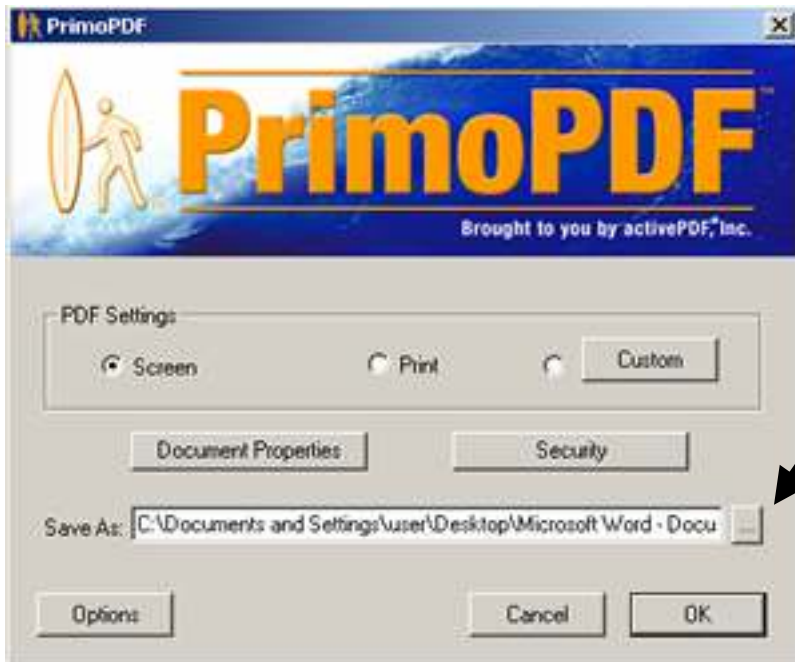 PrimoPDF
PrimoPDF™
Brought to you by activePDF,® Inc.
PDF Settings
Screen
Print
Custom
Document Properties
Security
Save As: C:\Documents and Settings\user\Desktop\Microsoft Word - Docu ...
Options
Cancel
OK